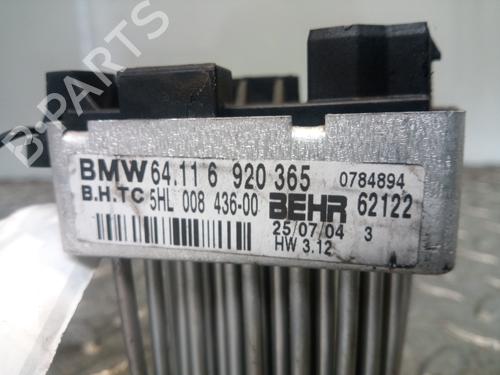 B-PARTS
BMW 64.11 6 920 365 0784894
B.H.TC 5HL 008 436-00 BEHR 62122
25/07/04 3
HW 3.12